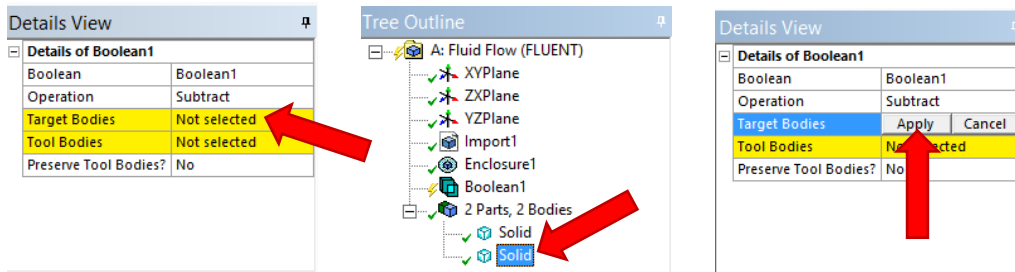 Details View
Details of Boolean1
Boolean Boolean1
Operation Subtract
Target Bodies Not selected
Tool Bodies Not selected
Preserve Tool Bodies? No
Tree Outline
A: Fluid Flow (FLUENT)
XYPlane
ZXPlane
YZPlane
Import1
Enclosure1
Boolean1
2 Parts, 2 Bodies
Solid
Solid
Details View
Details of Boolean1
Boolean Boolean1
Operation Subtract
Target Bodies Apply Cancel
Tool Bodies
Preserve Tool Bodies? No